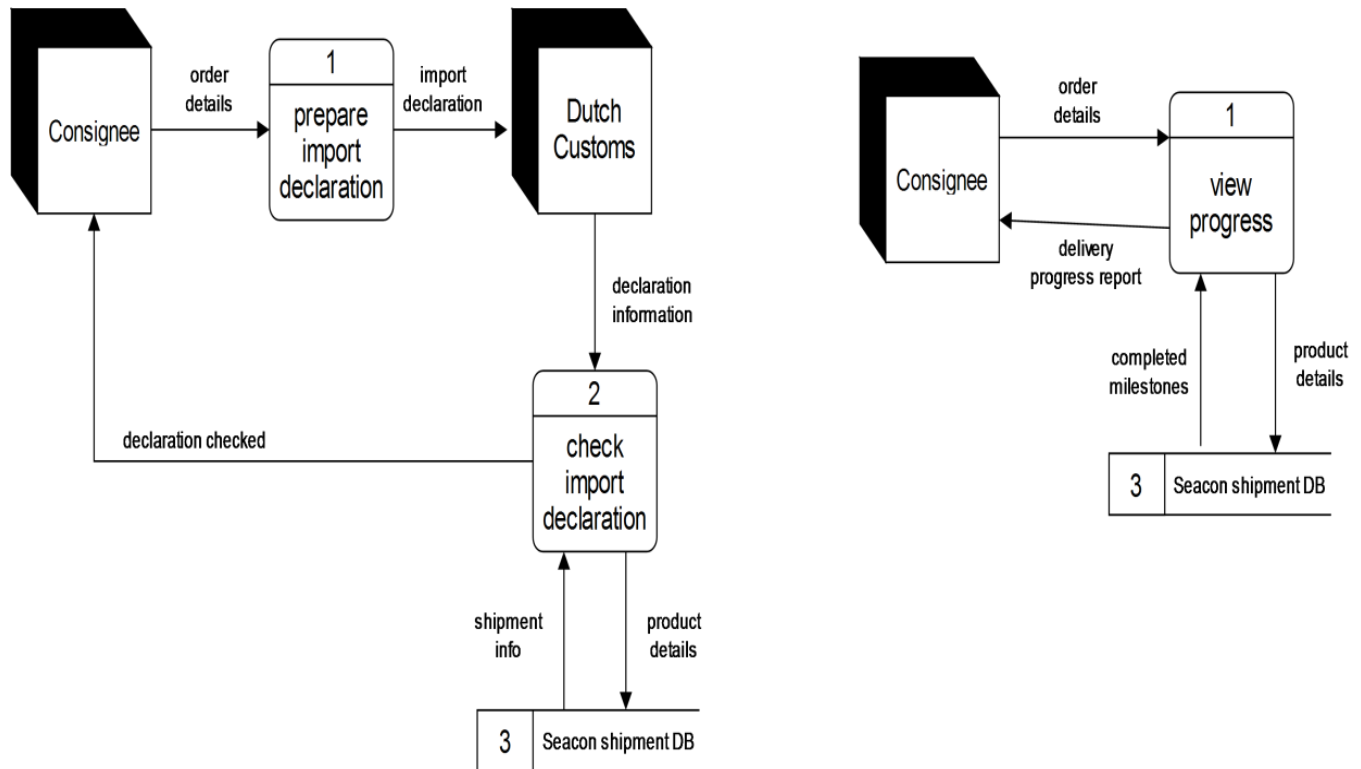 Consignee
order
details
1
prepare
import
declaration
import
declaration
Dutch
Customs
declaration
information
2
check
import
declaration
declaration checked
shipment
info
product
details
3 Seacon shipment DB
Consignee
order
details
1
view
progress
delivery
progress report
completed
milestones
product
details
3 Seacon shipment DB